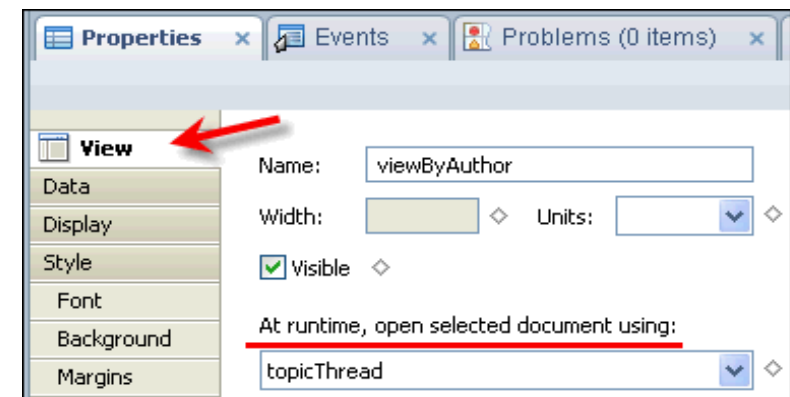 Properties Events Problems (0 items)
View
Name: viewByAuthor
Data
Display
Width: Units:
Style
Visible
Font
At runtime, open selected document using:
Background
Margins
topicThread